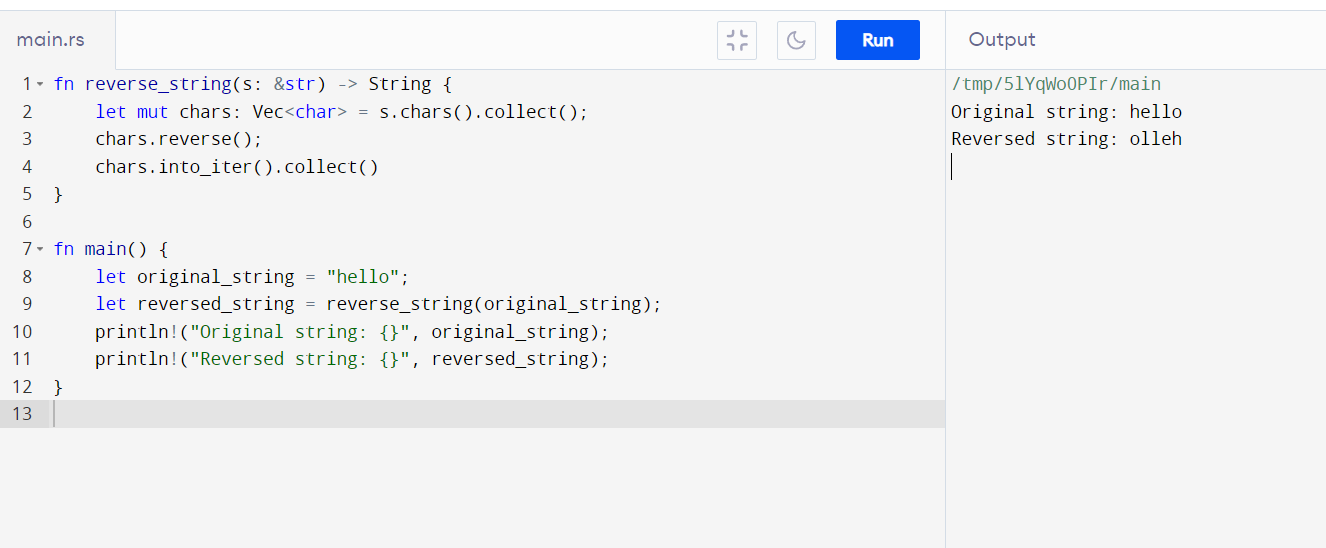 main.rs
Run
Output
1 fn reverse_string(s: &str) -> String {
2     let mut chars: Vec<char> = s.chars().collect();
3     chars.reverse();
4     chars.into_iter().collect()
5 }
6
7 fn main() {
8     let original_string = "hello";
9     let reversed_string = reverse_string(original_string);
10     println!("Original string: {}", original_string);
11     println!("Reversed string: {}", reversed_string);
12 }
13
/tmp/5lYqWoOPIr/main
Original string: hello
Reversed string: olleh